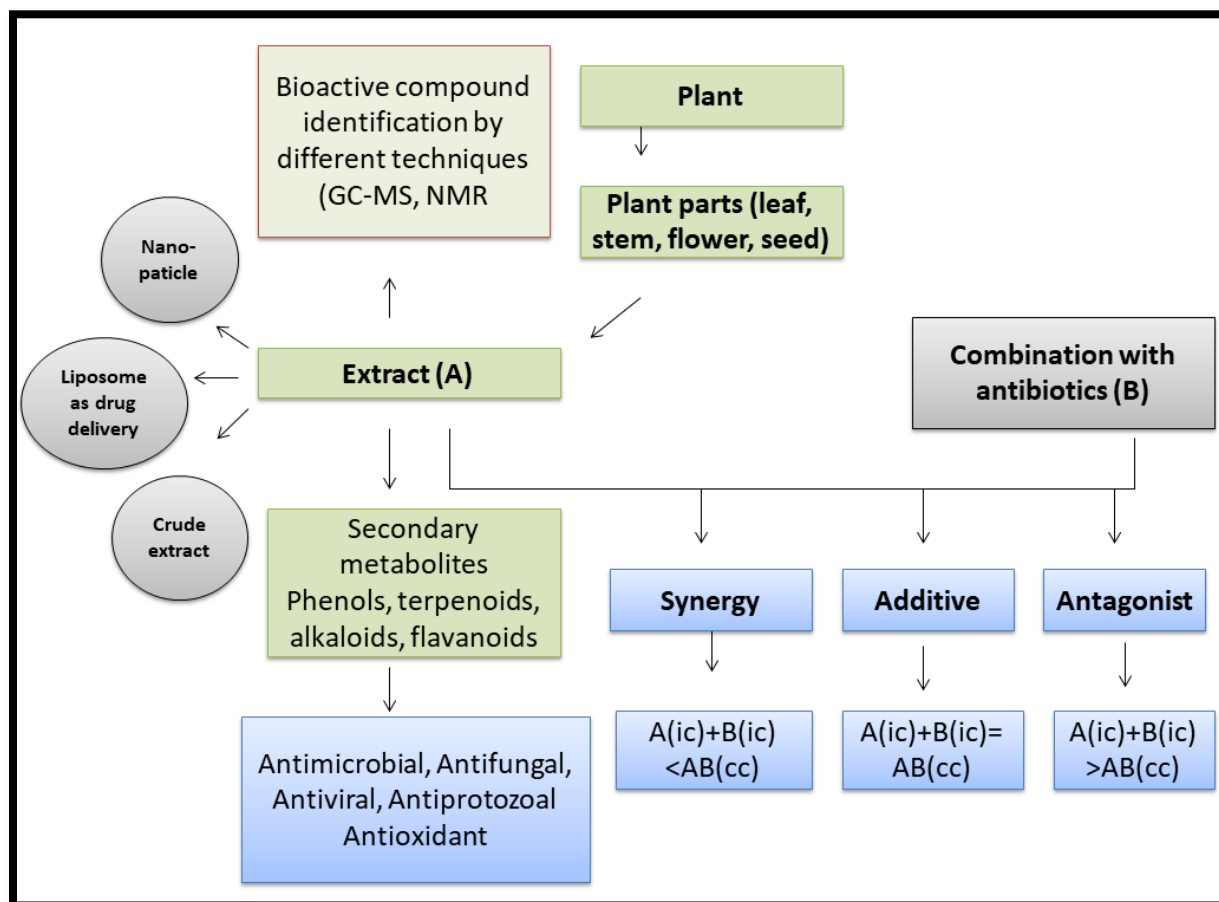 Bioactive compound
identification by
different techniques
(GC-MS, NMR
Plant
Plant parts (leaf,
stem, flower, seed)
Nano-
paticle
Liposome
as drug
delivery
Crude
extract
Extract (A)
Combination with
antibiotics (B)
Secondary
metabolites
Phenols, terpenoids,
alkaloids, flavanoids
Antimicrobial, Antifungal,
Antiviral, Antiprotozoal
Antioxidant
Synergy
Additive
Antagonist
A(ic)+B(ic)
<AB(cc)
A(ic)+B(ic)=
AB(cc)
A(ic)+B(ic)
>AB(cc)